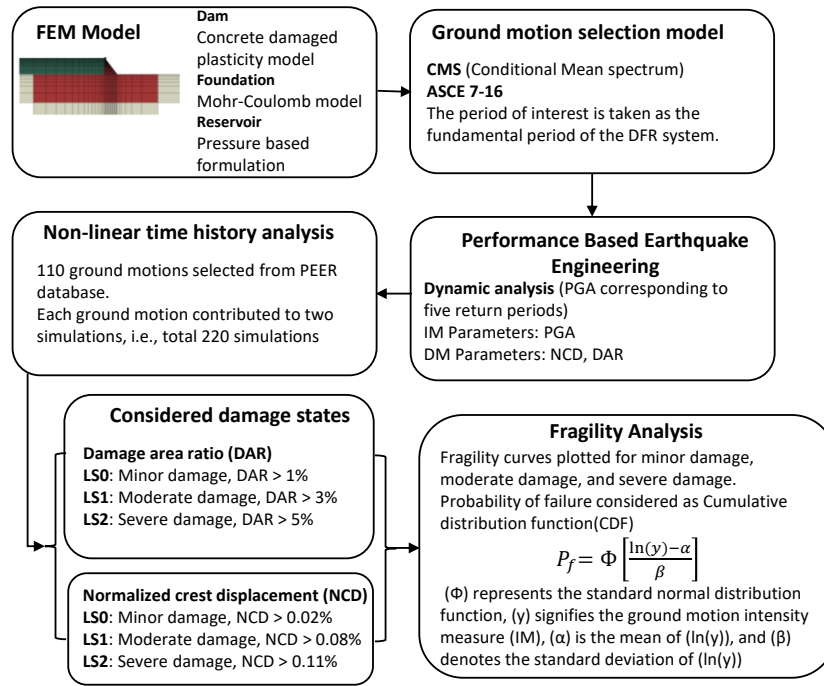 FEM Model
Dam
Concrete damaged
plasticity model
Foundation
Mohr-Coulomb model
Reservoir
Pressure based
formulation
Ground motion selection model
CMS (Conditional Mean spectrum)
ASCE 7-16
The period of interest is taken as the
fundamental period of the DFR system.
Performance Based Earthquake
Engineering
Dynamic analysis (PGA corresponding to
five return periods)
IM Parameters: PGA
DM Parameters: NCD, DAR
Non-linear time history analysis
110 ground motions selected from PEER
database.
Each ground motion contributed to two
simulations, i.e., total 220 simulations
Considered damage states
Damage area ratio (DAR)
LS0: Minor damage, DAR > 1%
LS1: Moderate damage, DAR > 3%
LS2: Severe damage, DAR > 5%
Normalized crest displacement (NCD)
LS0: Minor damage, NCD > 0.02%
LS1: Moderate damage, NCD > 0.08%
LS2: Severe damage, NCD > 0.11%
Fragility Analysis
Fragility curves plotted for minor damage,
moderate damage, and severe damage.
Probability of failure considered as Cumulative
distribution function(CDF)
P_f = Φ [(ln(y)−α)/β]
(Φ) represents the standard normal distribution
function, (y) signifies the ground motion intensity
measure (IM), (α) is the mean of (ln(y)), and (β)
denotes the standard deviation of (ln(y))